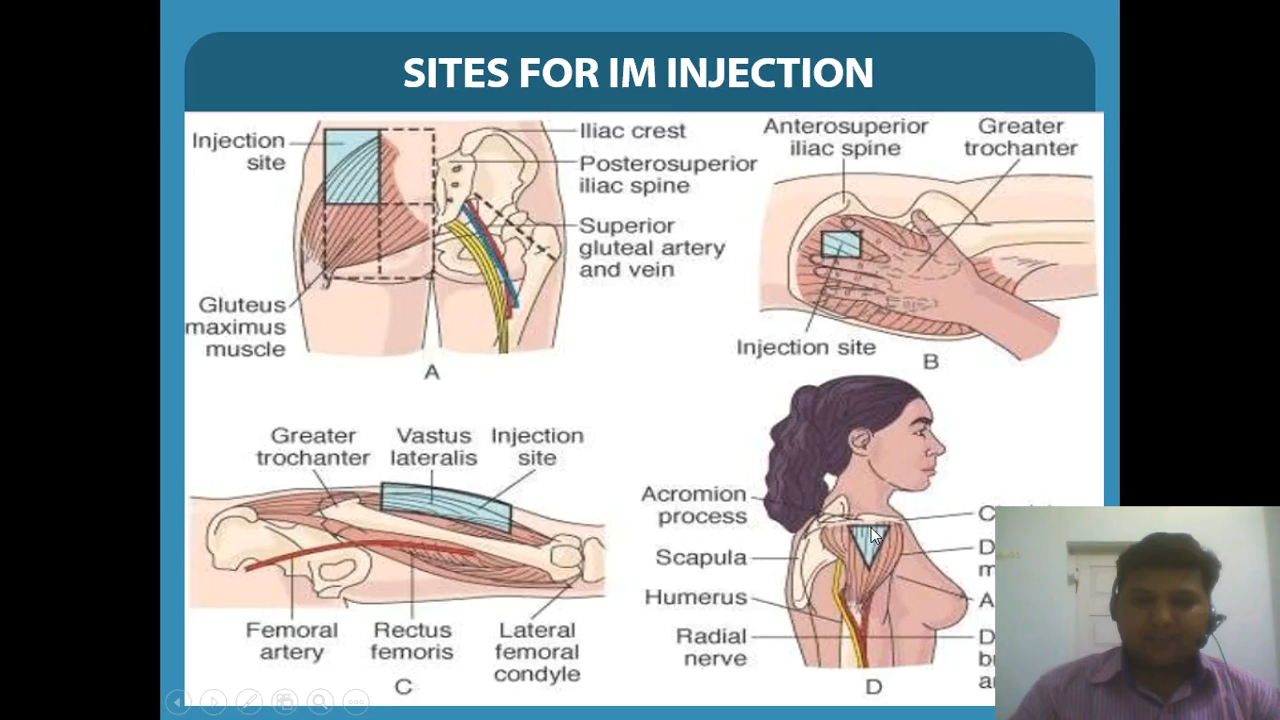 SITES FOR IM INJECTION
Injection
site
Iliac crest
Posterosuperior
iliac spine
Superior
gluteal artery
and vein
Gluteus
maximus
muscle
A
Anterosuperior
iliac spine
Greater
trochanter
Injection site
B
Greater
trochanter
Vastus
lateralis
Injection
site
Femoral
artery
Rectus
femoris
Lateral
femoral
condyle
C
Acromion
process
Scapula
Humerus
Radial
nerve
D